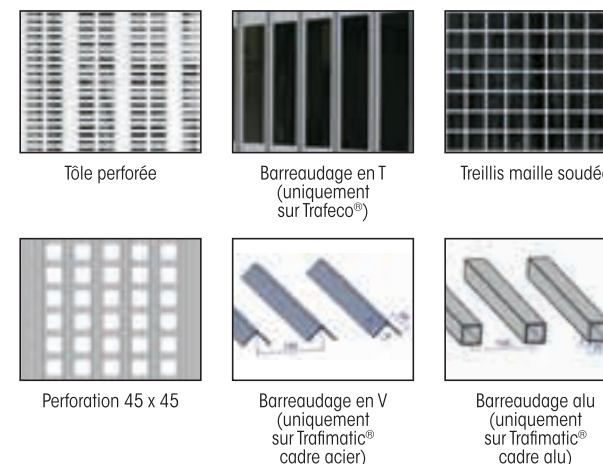 Tôle perforée
Barreaudage en T
(uniquement
sur Trafeco®)
Treillis maille soudée
Perforation 45 x 45
Barreaudage en V
(uniquement
sur Trafimatic®
cadre acier)
Barreaudage alu
(uniquement
sur Trafimatic®
cadre alu)